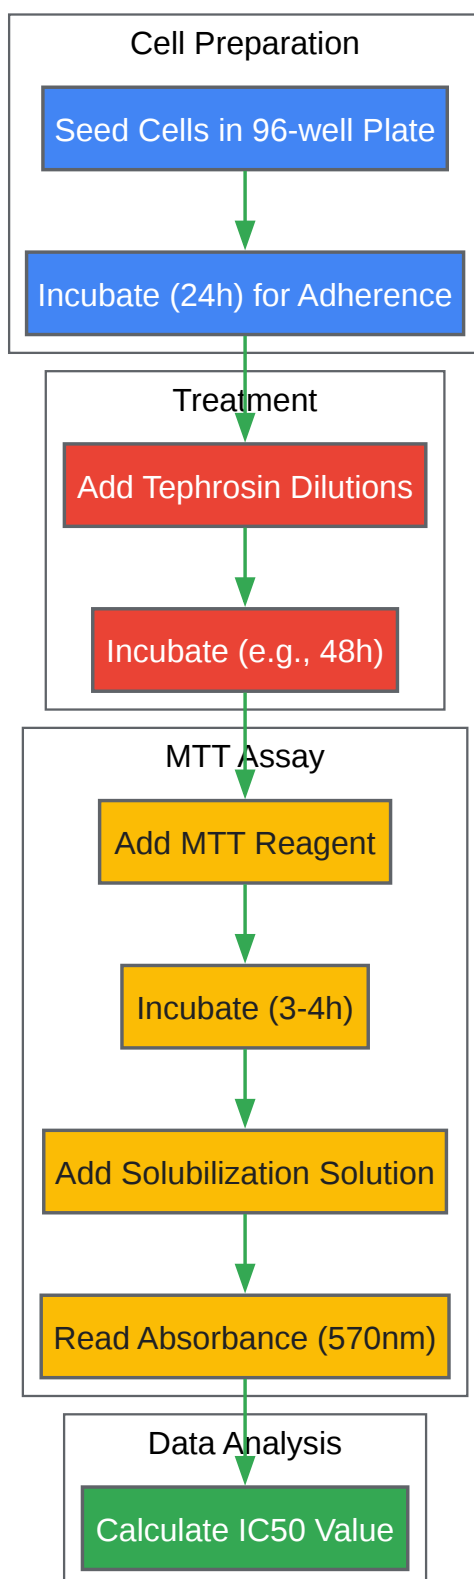 Cell Preparation
Seed Cells in 96-well Plate
Incubate (24h) for Adherence
Treatment
Add Tephrosin Dilutions
Incubate (e.g., 48h)
MTT Assay
Add MTT Reagent
Incubate (3-4h)
Add Solubilization Solution
Read Absorbance (570nm)
Data Analysis
Calculate IC50 Value